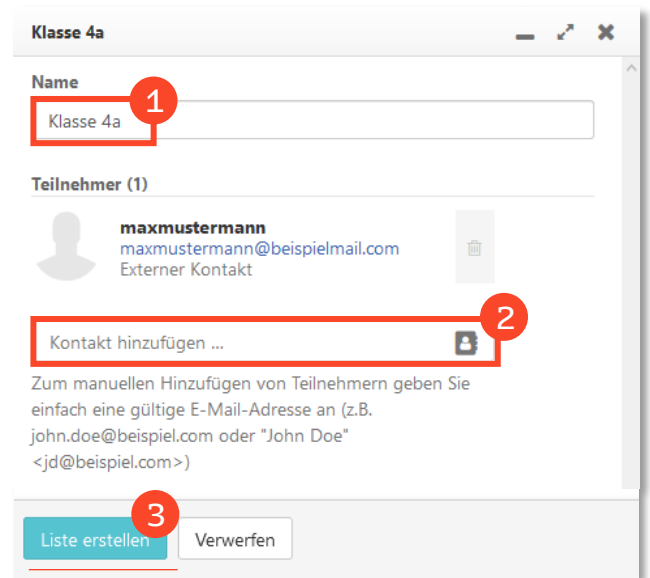 Klasse 4a
Name
1
Klasse 4a
Teilnehmer (1)
maxmustermann
maxmustermann@beispielmail.com
Externer Kontakt
2
Kontakt hinzufügen ...
Zum manuellen Hinzufügen von Teilnehmern geben Sie
einfach eine gültige E-Mail-Adresse an (z.B.
john.doe@beispiel.com oder "John Doe"
<jd@beispiel.com>)
3
Liste erstellen
Verwerfen